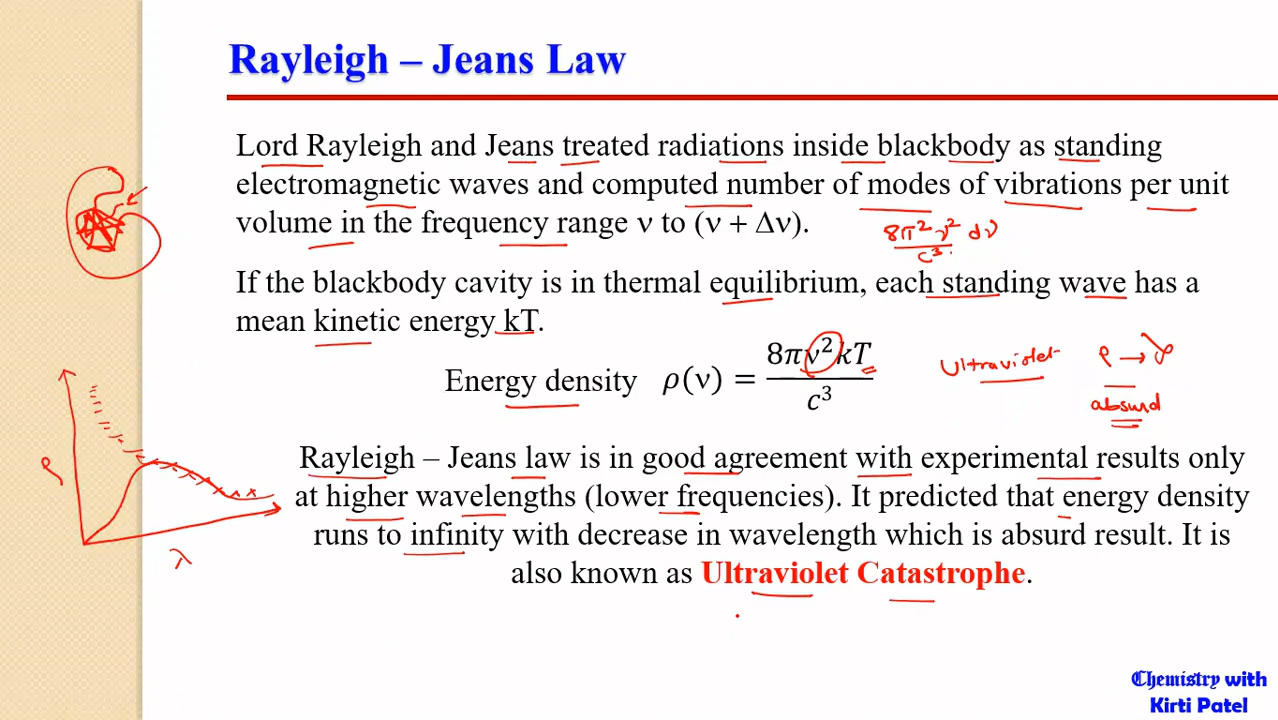 Rayleigh – Jeans Law
Lord Rayleigh and Jeans treated radiations inside blackbody as standing
electromagnetic waves and computed number of modes of vibrations per unit
volume in the frequency range ν to (ν + Δν).
8π² ν² dν
c³
If the blackbody cavity is in thermal equilibrium, each standing wave has a
mean kinetic energy kT.
Energy density ρ(ν) = 8πν²kT / c³
Ultraviolet
ρ → ∞
absurd
ρ
λ
Rayleigh – Jeans law is in good agreement with experimental results only
at higher wavelengths (lower frequencies). It predicted that energy density
runs to infinity with decrease in wavelength which is absurd result. It is
also known as Ultraviolet Catastrophe.
Chemistry with
Kirti Patel